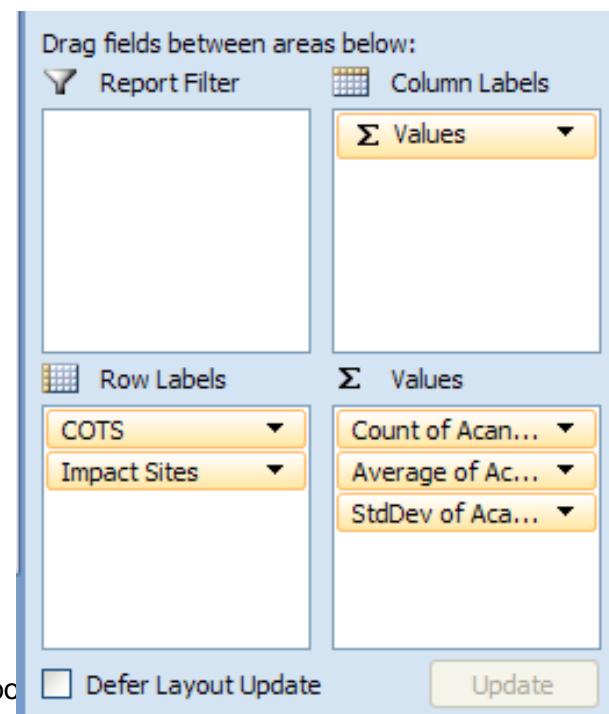 Drag fields between areas below:
Report Filter
Column Labels
Σ Values
Row Labels
Σ Values
COTS
Impact Sites
Count of Acan...
Average of Ac...
StdDev of Aca...
Defer Layout Update
Update